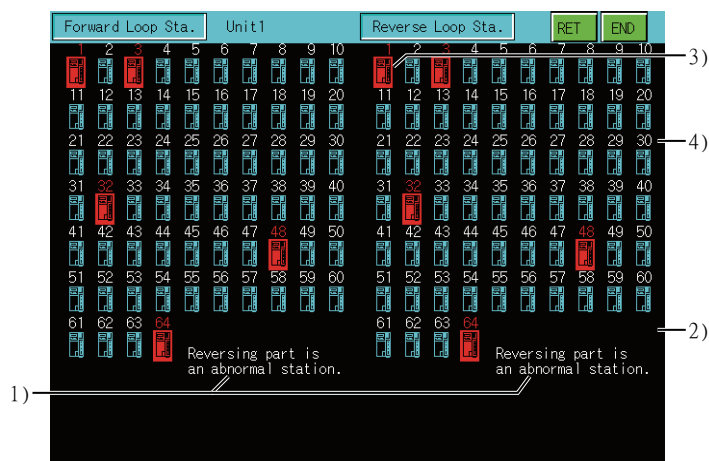 Forward Loop Sta. Unit1 Reverse Loop Sta. RET END
1 2 3 4 5 6 7 8 9 10 1 2 3 4 5 6 7 8 9 10
3)
11 12 13 14 15 16 17 18 19 20 11 12 13 14 15 16 17 18 19 20
21 22 23 24 25 26 27 28 29 30 21 22 23 24 25 26 27 28 29 30
4)
31 32 33 34 35 36 37 38 39 40 31 32 33 34 35 36 37 38 39 40
41 42 43 44 45 46 47 48 49 50 41 42 43 44 45 46 47 48 49 50
51 52 53 54 55 56 57 58 59 60 51 52 53 54 55 56 57 58 59 60
61 62 63 64 61 62 63 64
2)
Reversing part is Reversing part is
an abnormal station. an abnormal station.
1)